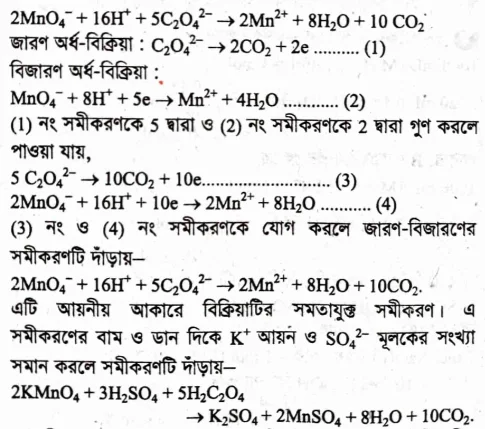 2MnO₄⁻ + 16H⁺ + 5C₂O₄²⁻ → 2Mn²⁺ + 8H₂O + 10 CO₂
জারণ অর্ধ-বিক্রিয়া : C₂O₄²⁻ → 2CO₂ + 2e .......... (1)
বিজারণ অর্ধ-বিক্রিয়া :
MnO₄⁻ + 8H⁺ + 5e → Mn²⁺ + 4H₂O ............ (2)
(1) নং সমীকরণকে 5 দ্বারা ও (2) নং সমীকরণকে 2 দ্বারা গুণ করলে
পাওয়া যায়,
5 C₂O₄²⁻ → 10CO₂ + 10e............................ (3)
2MnO₄⁻ + 16H⁺ + 10e → 2Mn²⁺ + 8H₂O ........... (4)
(3) নং ও (4) নং সমীকরণকে যোগ করলে জারণ-বিজারণের
সমীকরণটি দাঁড়ায়–
2MnO₄⁻ + 16H⁺ + 5C₂O₄²⁻ → 2Mn²⁺ + 8H₂O + 10CO₂.
এটি আয়নীয় আকারে বিক্রিয়াটির সমতাযুক্ত সমীকরণ। এ
সমীকরণের বাম ও ডান দিকে K⁺ আয়ন ও SO₄²⁻ মূলকের সংখ্যা
সমান করলে সমীকরণটি দাঁড়ায়–
2KMnO₄ + 3H₂SO₄ + 5H₂C₂O₄
→ K₂SO₄ + 2MnSO₄ + 8H₂O + 10CO₂.